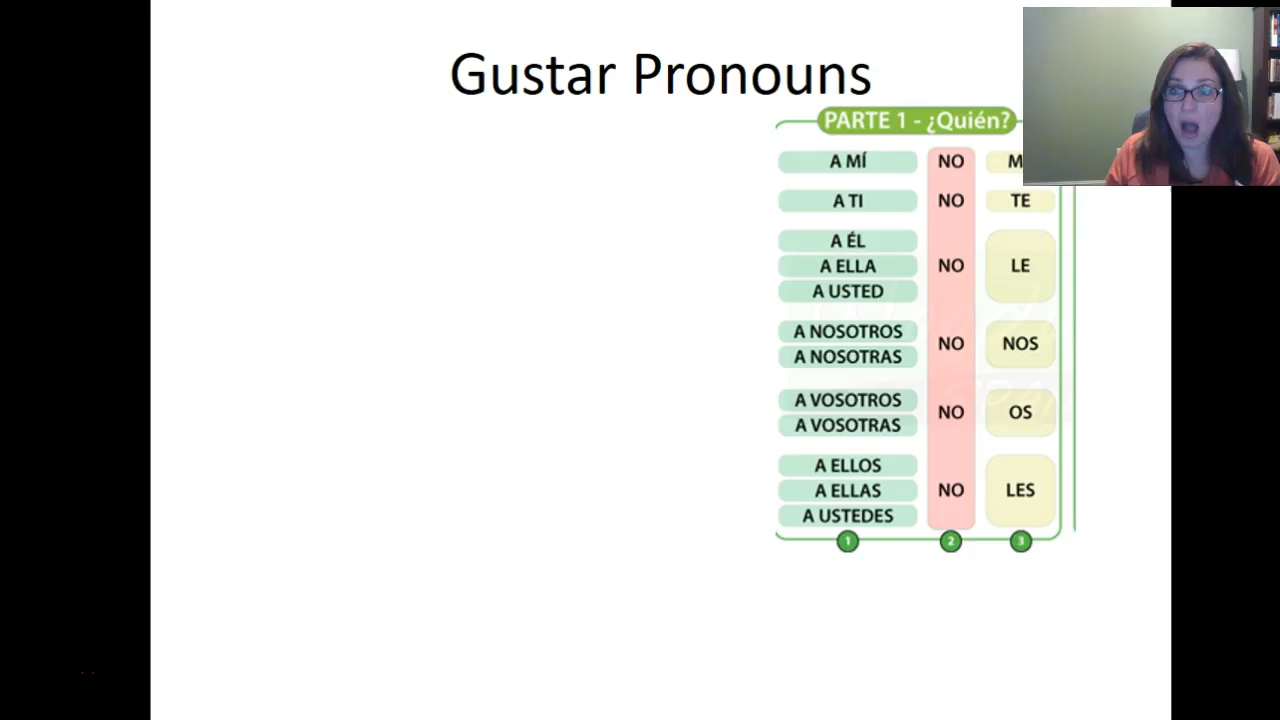 Gustar Pronouns
PARTE 1 - ¿Quién?
A MÍ NO
A TI NO TE
A ÉL
A ELLA NO LE
A USTED
A NOSOTROS
NO NOS
A NOSOTRAS
A VOSOTROS
NO OS
A VOSOTRAS
A ELLOS
A ELLAS NO LES
A USTEDES
1 2 3